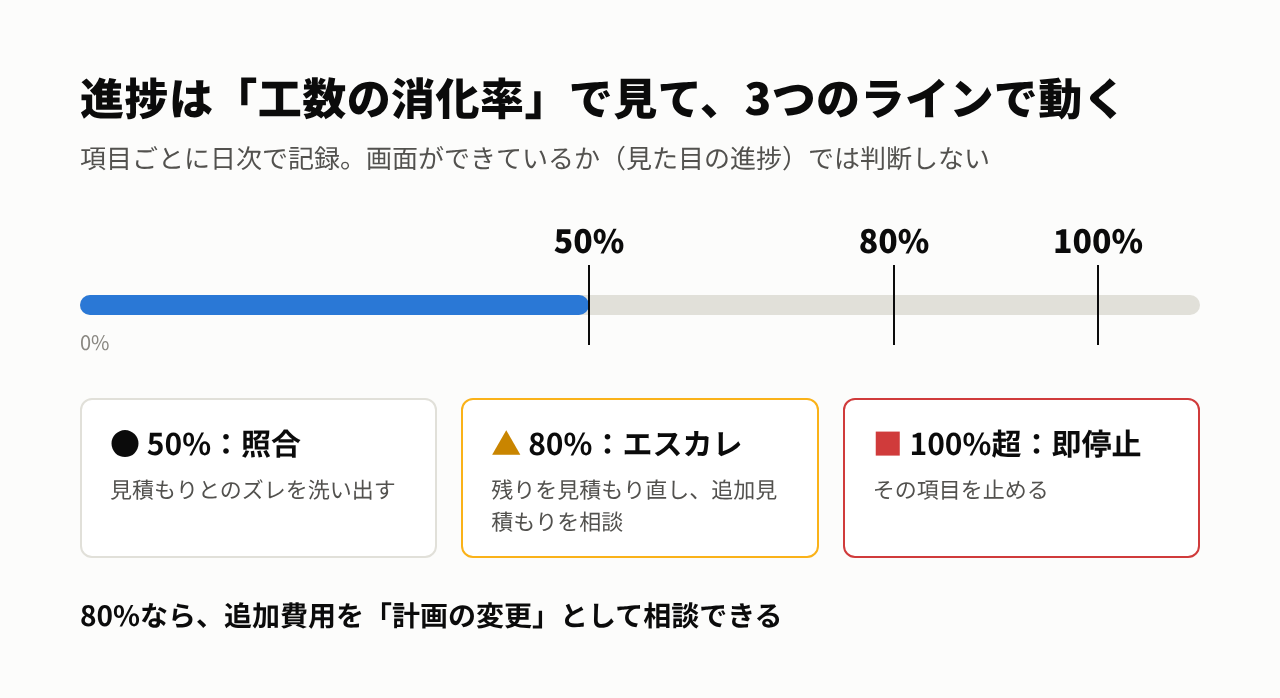 進捗は「工数の消化率」で見て、3つのラインで動く
項目ごとに日次で記録。画面ができているか（見た目の進捗）では判断しない
50%
80%
100%
0%
● 50%：照合
見積もりとのズレを洗い出す
▲ 80%：エスカレ
残りを見積もり直し、追加見
積もりを相談
■ 100%超：即停止
その項目を止める
80%なら、追加費用を「計画の変更」として相談できる